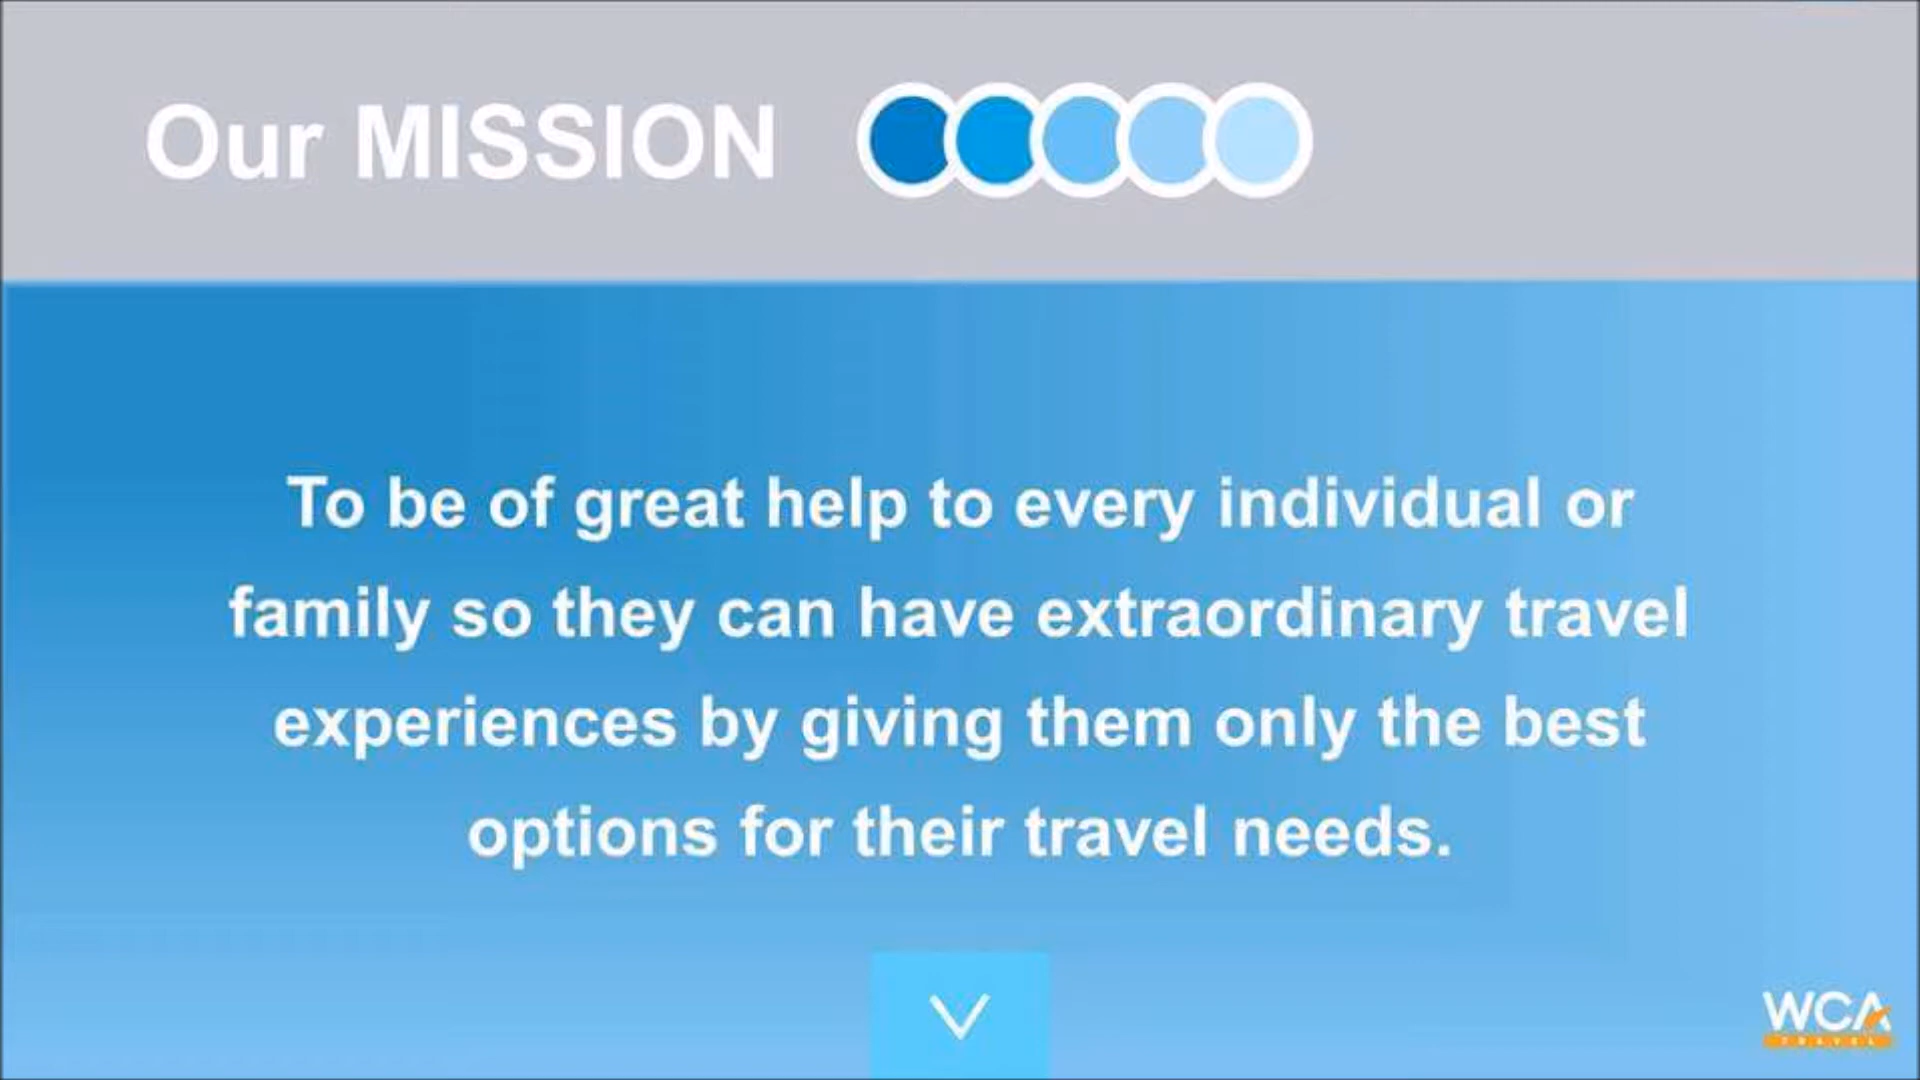 Our MISSION
To be of great help to every individual or
family so they can have extraordinary travel
experiences by giving them only the best
options for their travel needs.
WCA
TRAVEL